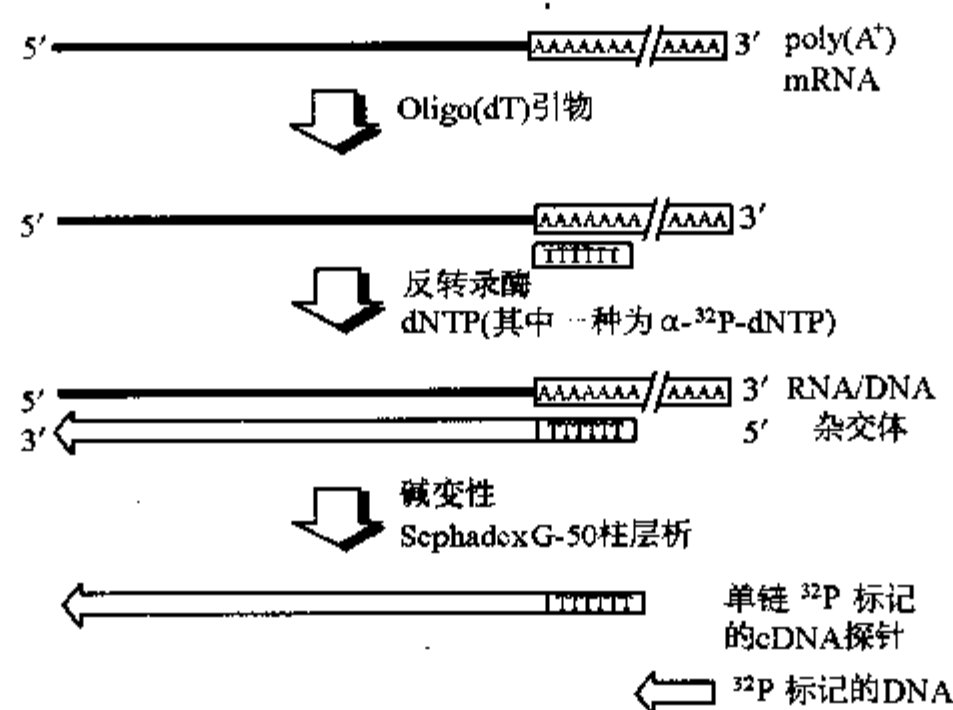 5′ AAAAAAA AAAA 3′ poly(A⁺)
mRNA
Oligo(dT)引物
5′ AAAAAAA AAAA 3′
TTTTTT
反转录酶
dNTP(其中一种为α-³²P-dNTP)
5′ AAAAAAA AAAA 3′ RNA/DNA
3′ TTTTTT 5′ 杂交体
碱变性
SephadexG-50柱层析
TTTTTT 单链 ³²P 标记
的cDNA探针
³²P 标记的DNA